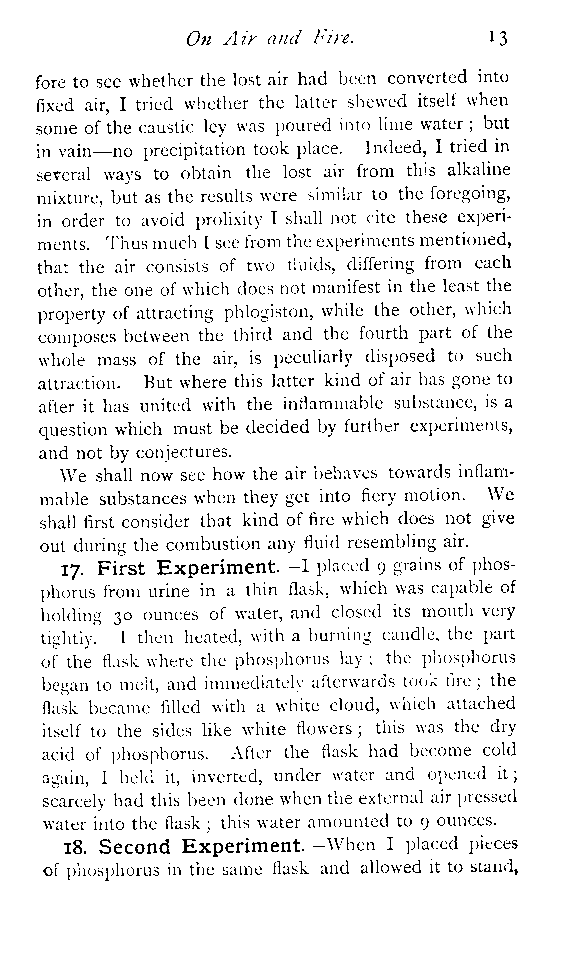 On Air and Fire. 13
fore to see whether the lost air had been converted into
fixed air, I tried whether the latter shewed itself when
some of the caustic ley was poured into lime water ; but
in vain—no precipitation took place. Indeed, I tried in
several ways to obtain the lost air from this alkaline
mixture, but as the results were similar to the foregoing,
in order to avoid prolixity I shall not cite these experi-
ments. Thus much I see from the experiments mentioned,
that the air consists of two fluids, differing from each
other, the one of which does not manifest in the least the
property of attracting phlogiston, while the other, which
composes between the third and the fourth part of the
whole mass of the air, is peculiarly disposed to such
attraction. But where this latter kind of air has gone to
after it has united with the inflammable substance, is a
question which must be decided by further experiments,
and not by conjectures.
We shall now see how the air behaves towards inflam-
mable substances when they get into fiery motion. We
shall first consider that kind of fire which does not give
out during the combustion any fluid resembling air.
17. First Experiment. —I placed 9 grains of phos-
phorus from urine in a thin flask, which was capable of
holding 30 ounces of water, and closed its mouth very
tightly. I then heated, with a burning candle, the part
of the flask where the phosphorus lay ; the phosphorus
began to melt, and immediately afterwards took fire ; the
flask became filled with a white cloud, which attached
itself to the sides like white flowers ; this was the dry
acid of phosphorus. After the flask had become cold
again, I held it, inverted, under water and opened it ;
scarcely had this been done when the external air pressed
water into the flask ; this water amounted to 9 ounces.
18. Second Experiment. —When I placed pieces
of phosphorus in the same flask and allowed it to stand,